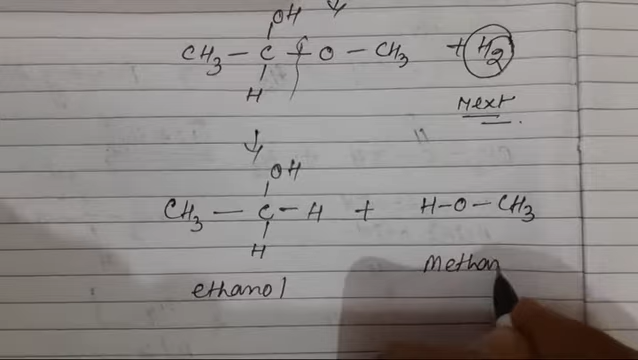 OH
CH3 — C — O — CH3 + H2
H
Next
OH
CH3 — C — H + H-O-CH3
H
ethanol
Methan